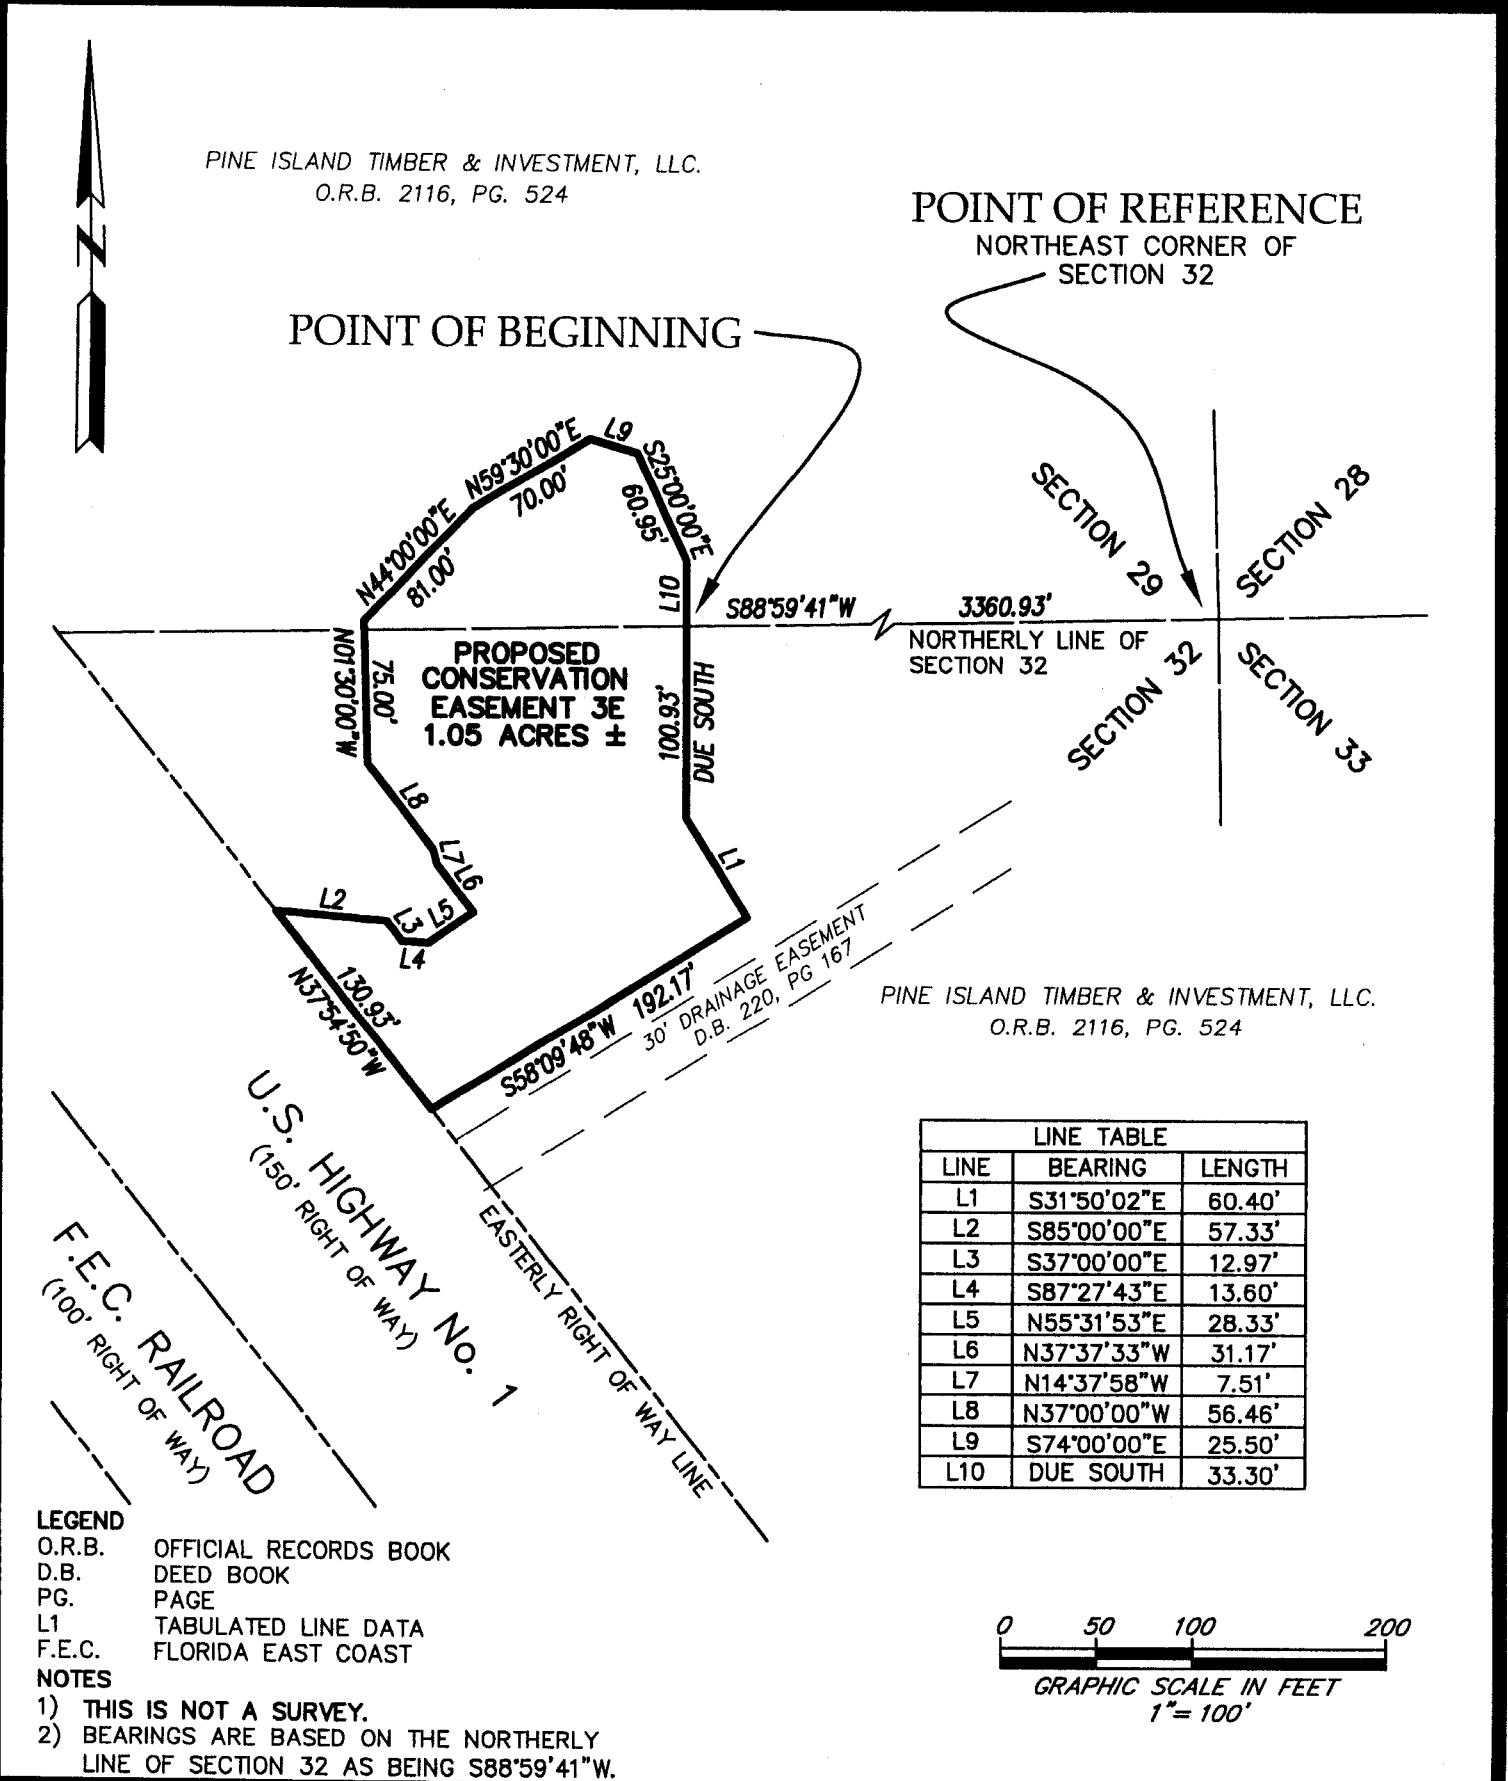 N
PINE ISLAND TIMBER & INVESTMENT, LLC.
O.R.B. 2116, PG. 524
POINT OF REFERENCE
NORTHEAST CORNER OF
SECTION 32
POINT OF BEGINNING
L9
N59°30'00"E
70.00'
S25°00'00"E
60.95'
N44°00'00"E
81.00'
L10
SECTION 29
SECTION 28
S88°59'41"W
3360.93'
NORTHERLY LINE OF
SECTION 32
SECTION 32
SECTION 33
N01°30'00"W
75.00'
PROPOSED
CONSERVATION
EASEMENT 3E
1.05 ACRES ±
100.93'
DUE SOUTH
L8
L7
L6
L1
L2
L3
L5
L4
130.93'
N37°54'50"W
S58°09'48"W 192.17'
30' DRAINAGE EASEMENT
D.B. 220, PG 167
PINE ISLAND TIMBER & INVESTMENT, LLC.
O.R.B. 2116, PG. 524
U.S. HIGHWAY No. 1
(150' RIGHT OF WAY)
EASTERLY RIGHT OF WAY LINE
F.E.C. RAILROAD
(100' RIGHT OF WAY)
LINE TABLE
LINE BEARING LENGTH
L1 S31°50'02"E 60.40'
L2 S85°00'00"E 57.33'
L3 S37°00'00"E 12.97'
L4 S87°27'43"E 13.60'
L5 N55°31'53"E 28.33'
L6 N37°37'33"W 31.17'
L7 N14°37'58"W 7.51'
L8 N37°00'00"W 56.46'
L9 S74°00'00"E 25.50'
L10 DUE SOUTH 33.30'
LEGEND
O.R.B. OFFICIAL RECORDS BOOK
D.B. DEED BOOK
PG. PAGE
L1 TABULATED LINE DATA
F.E.C. FLORIDA EAST COAST
NOTES
1) THIS IS NOT A SURVEY.
2) BEARINGS ARE BASED ON THE NORTHERLY
LINE OF SECTION 32 AS BEING S88°59'41"W.
0 50 100 200
GRAPHIC SCALE IN FEET
1"= 100'